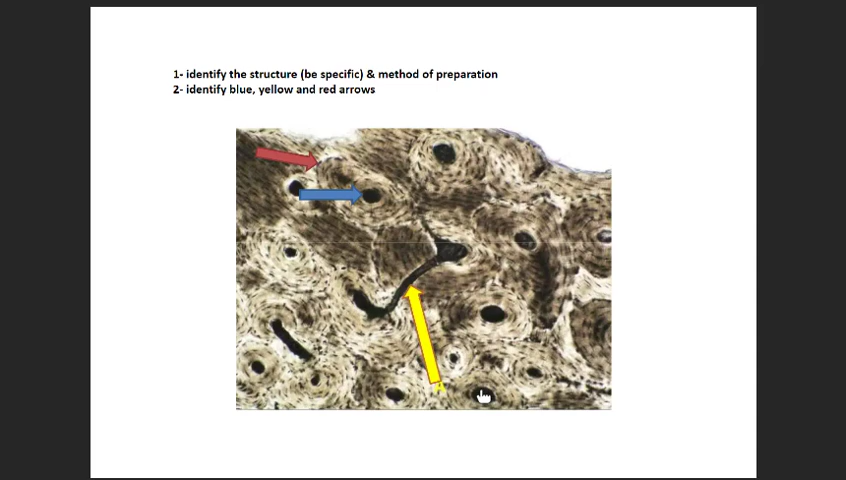 1- identify the structure (be specific) & method of preparation
2- identify blue, yellow and red arrows